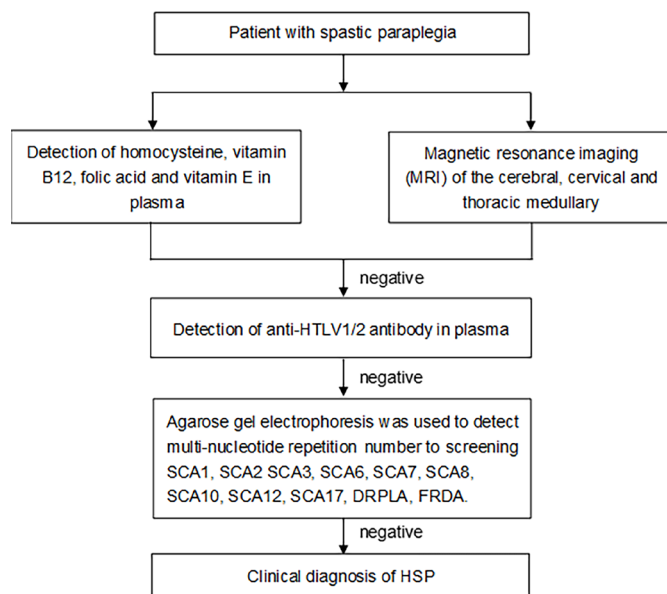 Patient with spastic paraplegia
Detection of homocysteine, vitamin
B12, folic acid and vitamin E in
plasma
Magnetic resonance imaging
(MRI) of the cerebral, cervical and
thoracic medullary
negative
Detection of anti-HTLV1/2 antibody in plasma
negative
Agarose gel electrophoresis was used to detect
multi-nucleotide repetition number to screening
SCA1, SCA2 SCA3, SCA6, SCA7, SCA8,
SCA10, SCA12, SCA17, DRPLA, FRDA.
negative
Clinical diagnosis of HSP